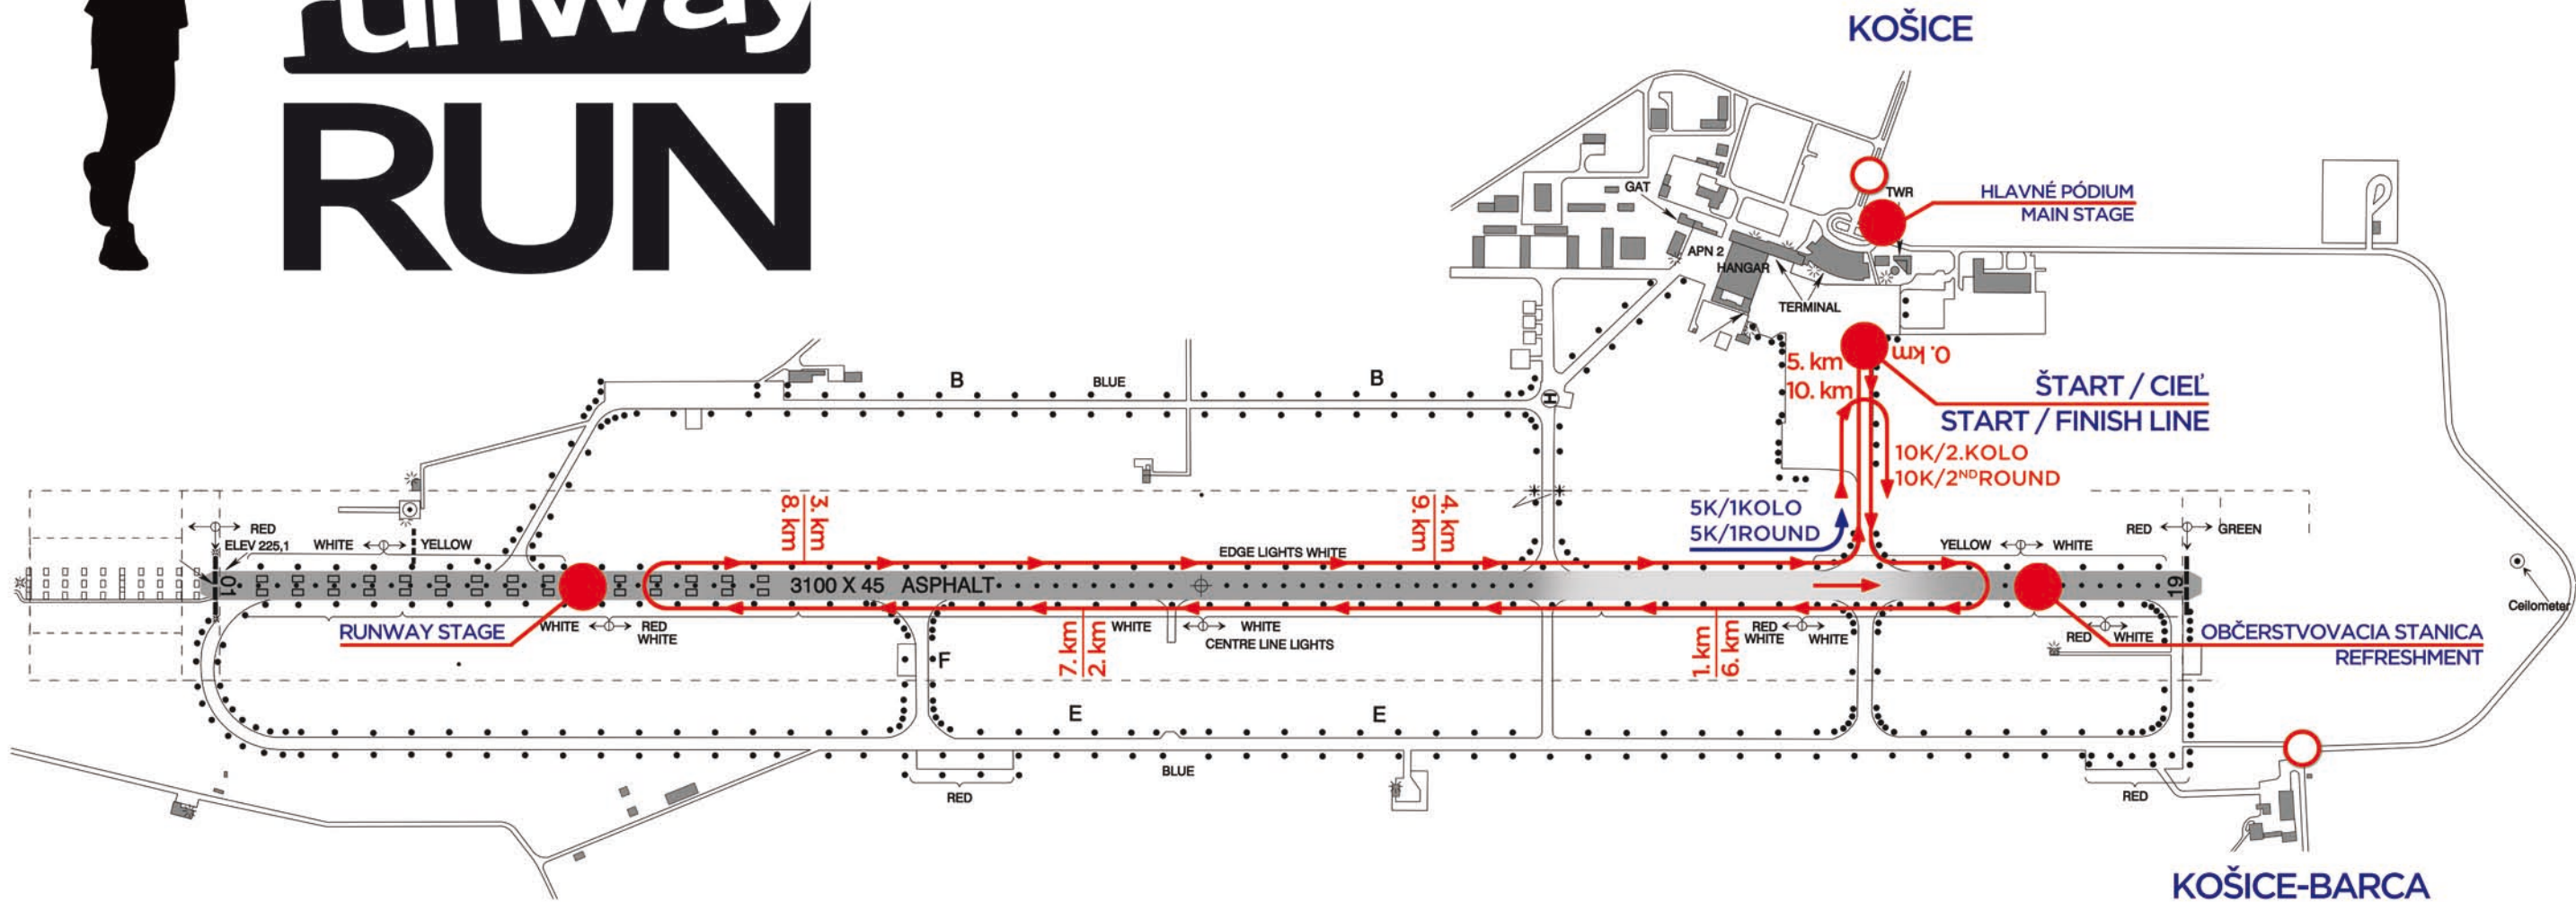 runway
RUN
KOŠICE
GAT
TWR
HLAVNÉ PÓDIUM
MAIN STAGE
APN 2
HANGAR
TERMINAL
5. km
0. km
10. km
ŠTART / CIEĽ
START / FINISH LINE
B
BLUE
B
H
10K/2.KOLO
10K/2ND ROUND
3. km
8. km
4. km
9. km
5K/1KOLO
5K/1ROUND
RED
ELEV 225,1
WHITE
YELLOW
EDGE LIGHTS WHITE
YELLOW
WHITE
RED
GREEN
01
3100 X 45 ASPHALT
19
Ceilometer
RUNWAY STAGE
WHITE
RED
WHITE
WHITE
WHITE
CENTRE LINE LIGHTS
RED
WHITE
WHITE
RED
WHITE
OBČERSTVOVACIA STANICA
REFRESHMENT
7. km
2. km
1. km
6. km
F
E
E
BLUE
RED
RED
KOŠICE-BARCA